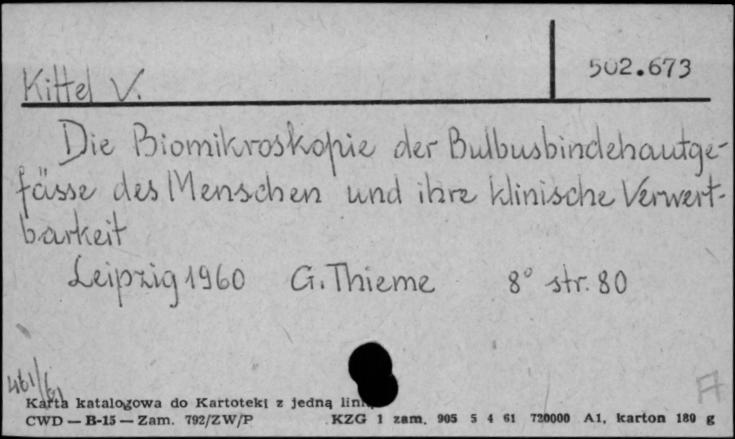 502.673
Kittel V.
Die Biomikroskopie der Bulbusbindehautge-
fässe des Menschen und ihre klinische Verwert-
barkeit
Leipzig 1960 G. Thieme 8° str. 80
461/61
Karta katalogowa do Kartoteki z jedną
CWD — B-15 — Zam. 792/ZW/P KZG 1 zam. 905 5 4 61 720000 A1, karton 180 g